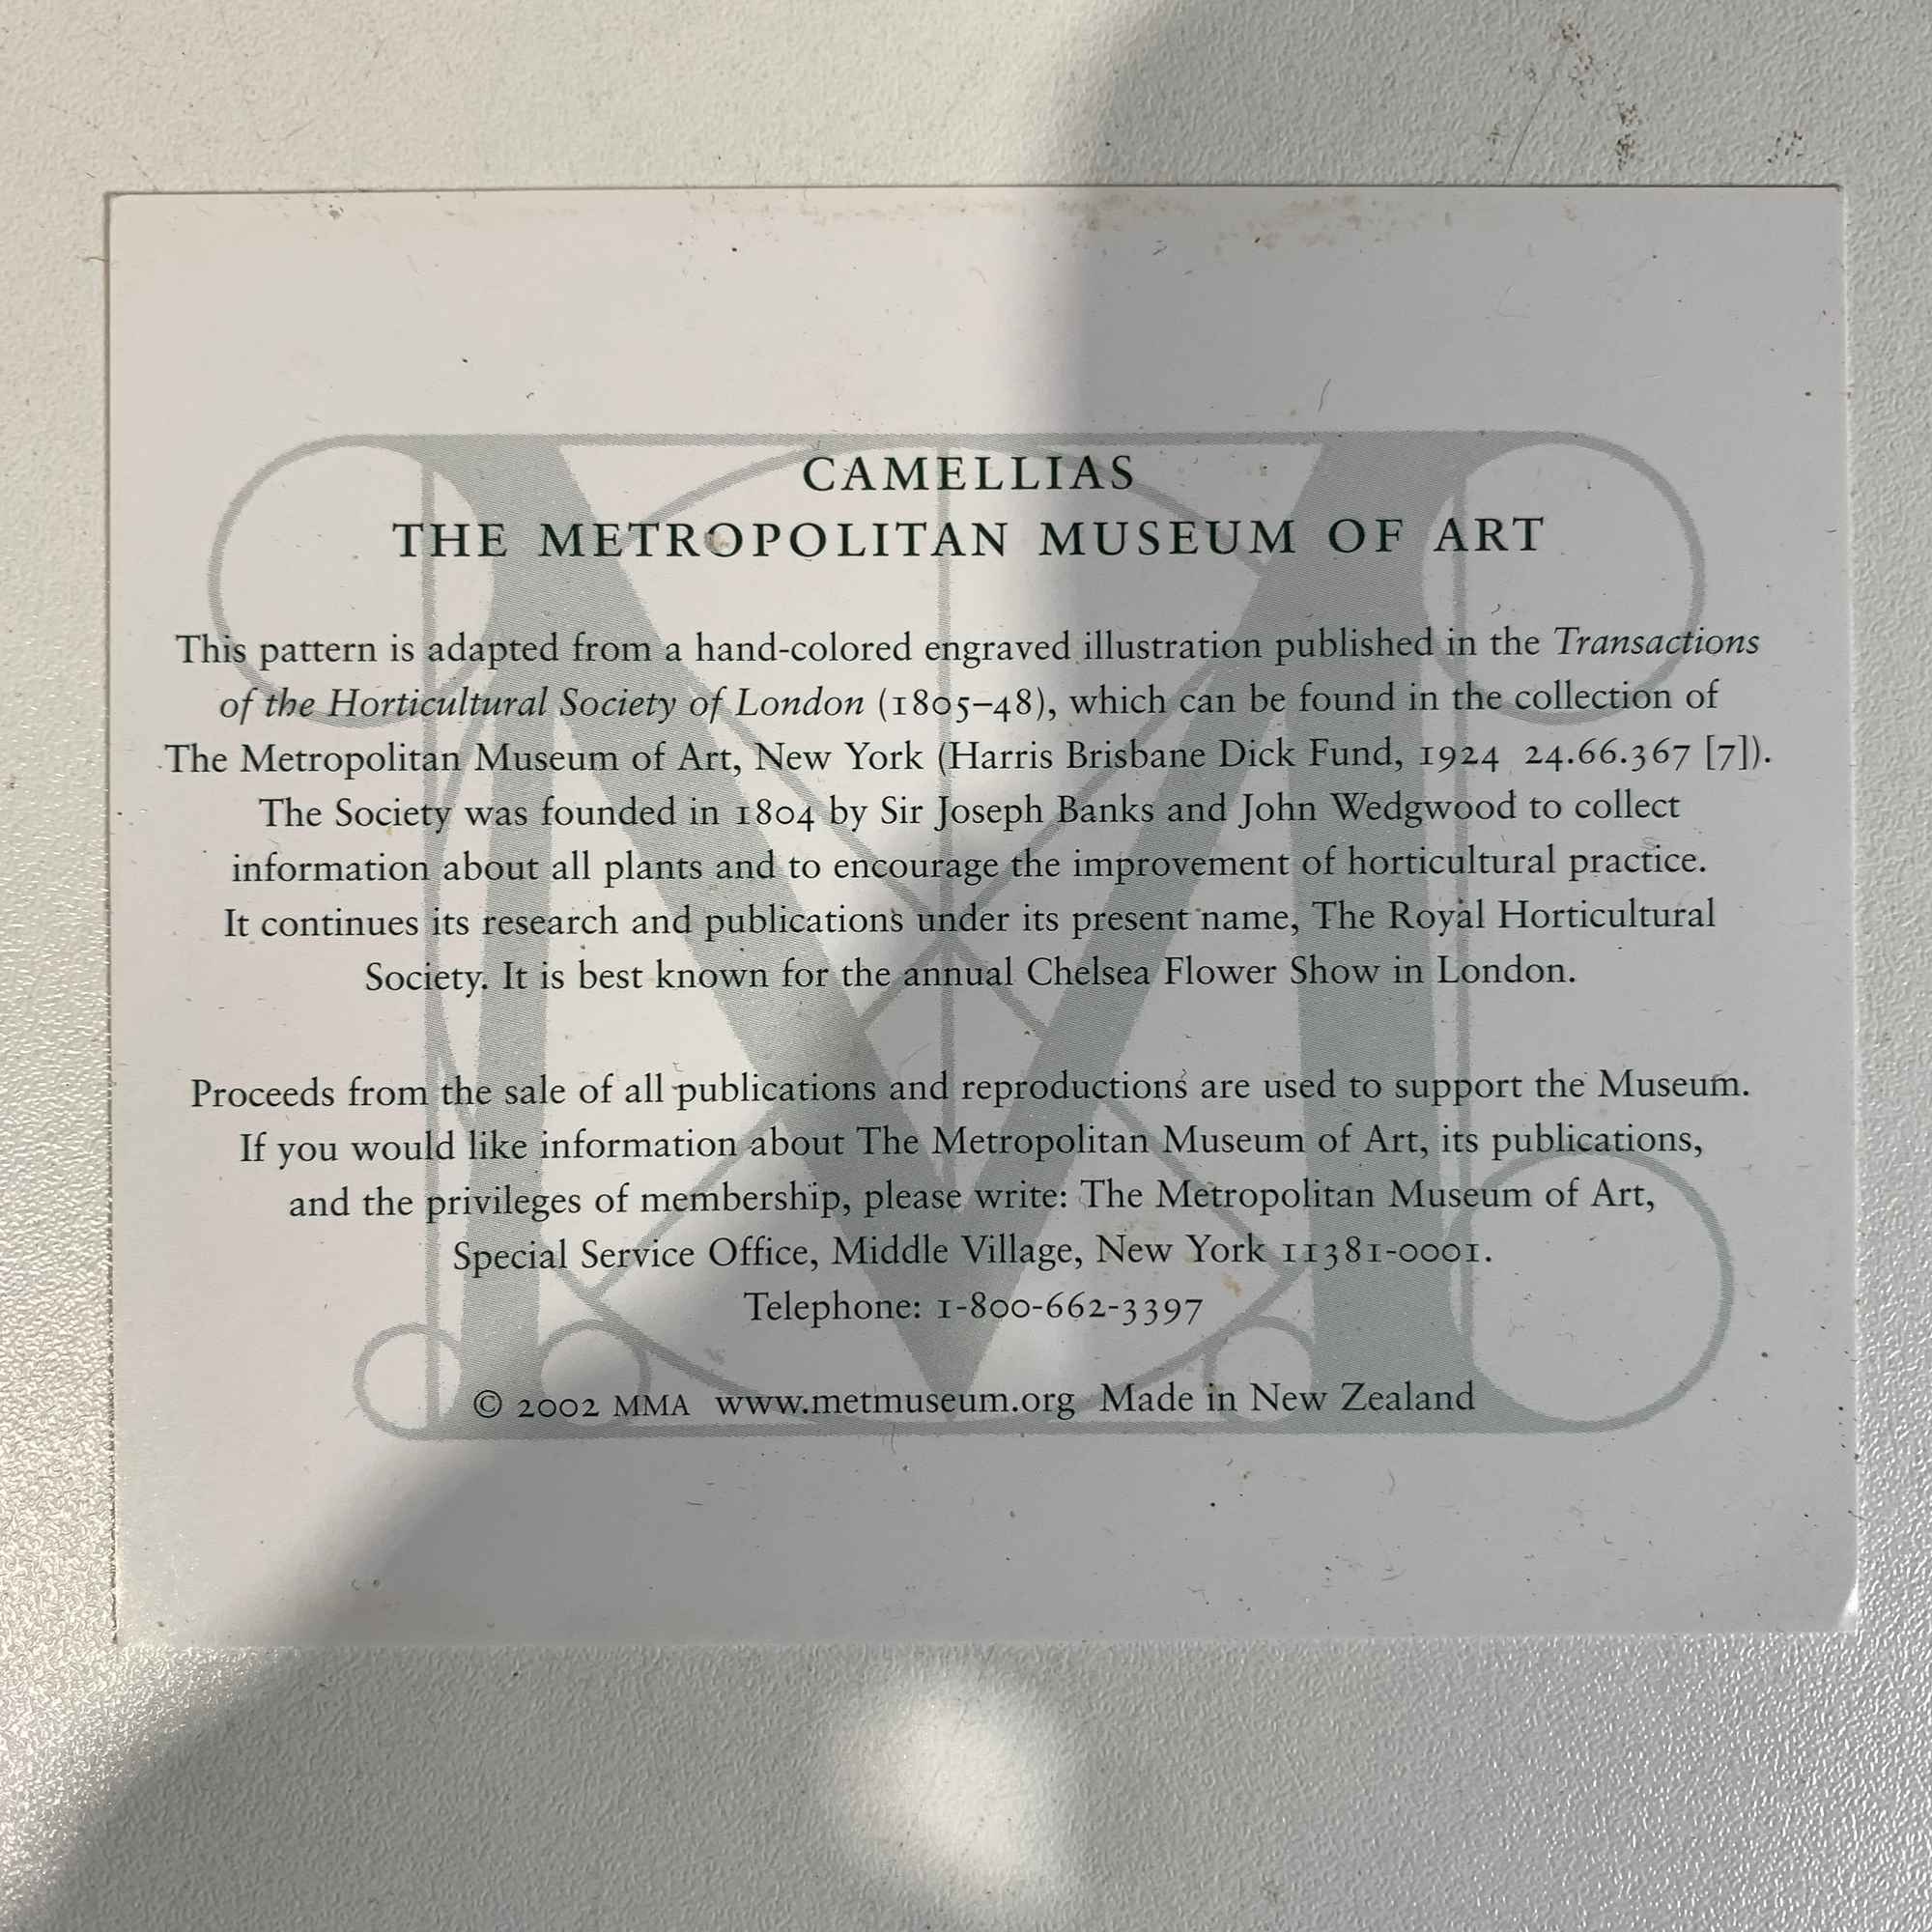 CAMELLIAS
THE METROPOLITAN MUSEUM OF ART
This pattern is adapted from a hand-colored engraved illustration published in the Transactions
of the Horticultural Society of London (1805–48), which can be found in the collection of
The Metropolitan Museum of Art, New York (Harris Brisbane Dick Fund, 1924 24.66.367 [7]).
The Society was founded in 1804 by Sir Joseph Banks and John Wedgwood to collect
information about all plants and to encourage the improvement of horticultural practice.
It continues its research and publications under its present name, The Royal Horticultural
Society. It is best known for the annual Chelsea Flower Show in London.
Proceeds from the sale of all publications and reproductions are used to support the Museum.
If you would like information about The Metropolitan Museum of Art, its publications,
and the privileges of membership, please write: The Metropolitan Museum of Art,
Special Service Office, Middle Village, New York 11381-0001.
Telephone: 1-800-662-3397
© 2002 MMA www.metmuseum.org Made in New Zealand